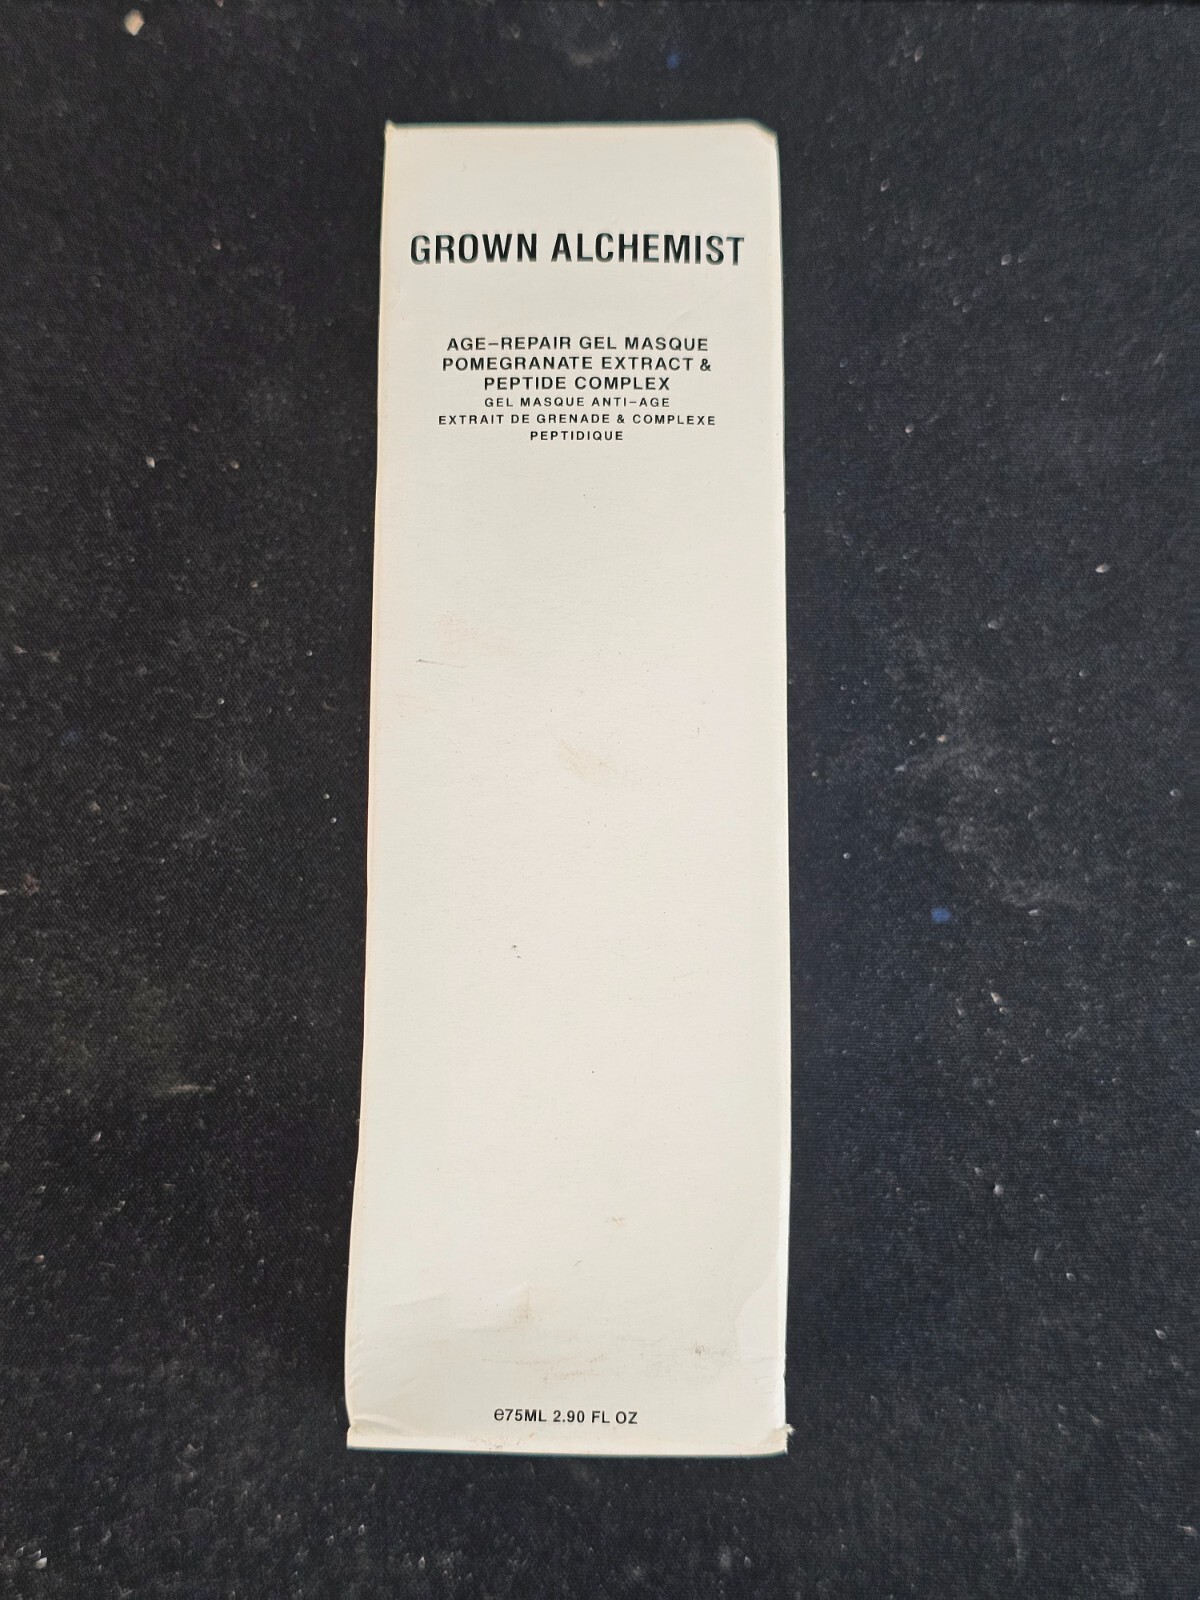 GROWN ALCHEMIST
AGE-REPAIR GEL MASQUE
POMEGRANATE EXTRACT &
PEPTIDE COMPLEX
GEL MASQUE ANTI-AGE
EXTRAIT DE GRENADE & COMPLEXE
PEPTIDIQUE
℮75ML 2.90 FL OZ